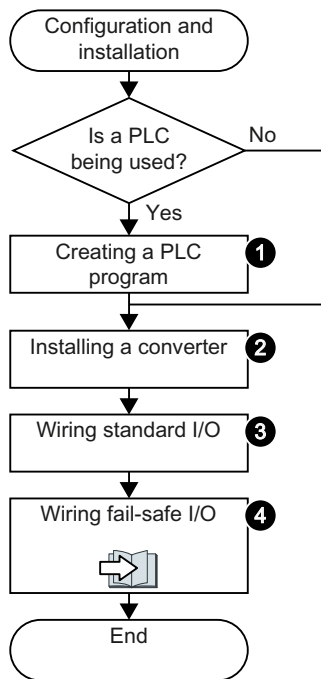 Configuration and
installation
Is a PLC
being used?
No
Yes
Creating a PLC
program
1
Installing a converter
2
Wiring standard I/O
3
Wiring fail-safe I/O
4
End